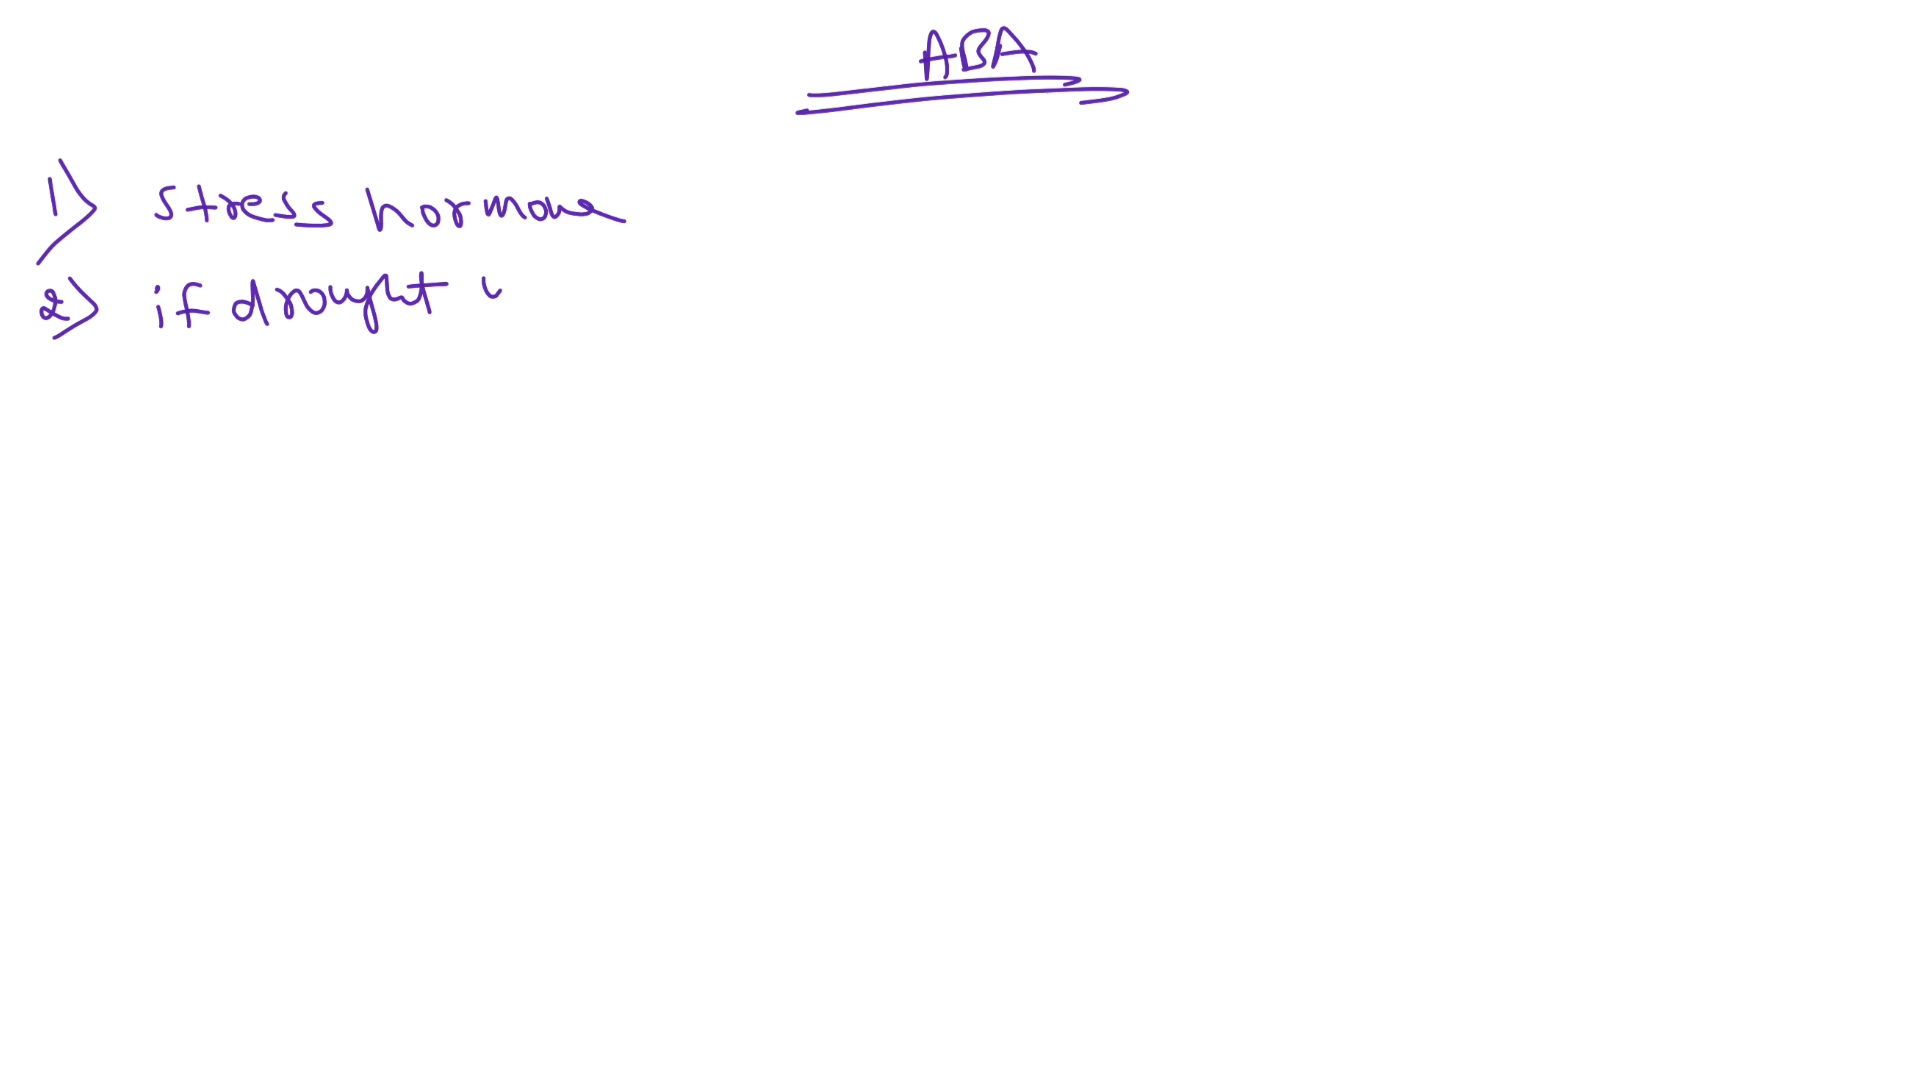 ABA
1) stress hormone
2) if drought